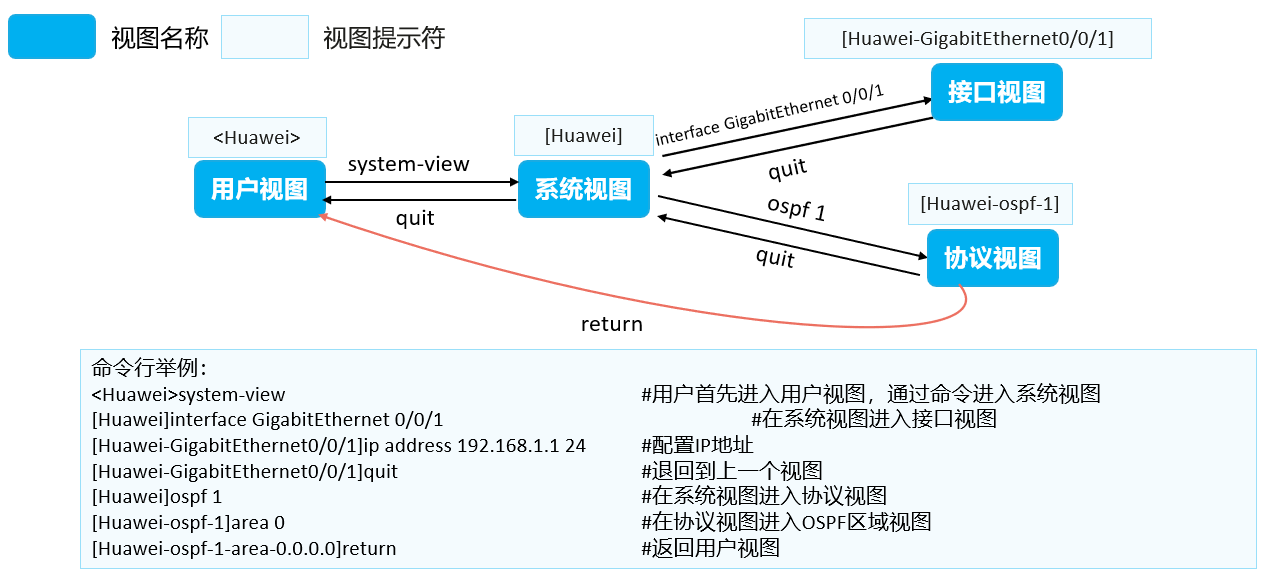 视图名称
视图提示符
[Huawei-GigabitEthernet0/0/1]
接口视图
interface GigabitEthernet 0/0/1
quit
<Huawei>
用户视图
system-view
quit
[Huawei]
系统视图
ospf 1
quit
[Huawei-ospf-1]
协议视图
return
命令行举例：
<Huawei>system-view #用户首先进入用户视图，通过命令进入系统视图
[Huawei]interface GigabitEthernet 0/0/1 #在系统视图进入接口视图
[Huawei-GigabitEthernet0/0/1]ip address 192.168.1.1 24 #配置IP地址
[Huawei-GigabitEthernet0/0/1]quit #退回到上一个视图
[Huawei]ospf 1 #在系统视图进入协议视图
[Huawei-ospf-1]area 0 #在协议视图进入OSPF区域视图
[Huawei-ospf-1-area-0.0.0.0]return #返回用户视图